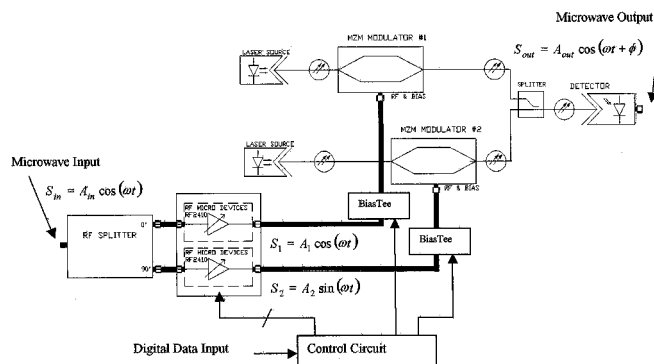 Microwave Output
MZM MODULATOR #1
LASER SOURCE
S_out = A_out cos(ωt + ϕ)
SPLITTER
DETECTOR
RF & BIAS
MZM MODULATOR #2
LASER SOURCE
Microwave Input
RF & BIAS
S_in = A_in cos(ωt)
BiasTee
RF MICRO DEVICES
RF2410
0°
RF SPLITTER
S_1 = A_1 cos(ωt)
BiasTee
RF MICRO DEVICES
RF2410
90°
S_2 = A_2 sin(ωt)
Digital Data Input
Control Circuit